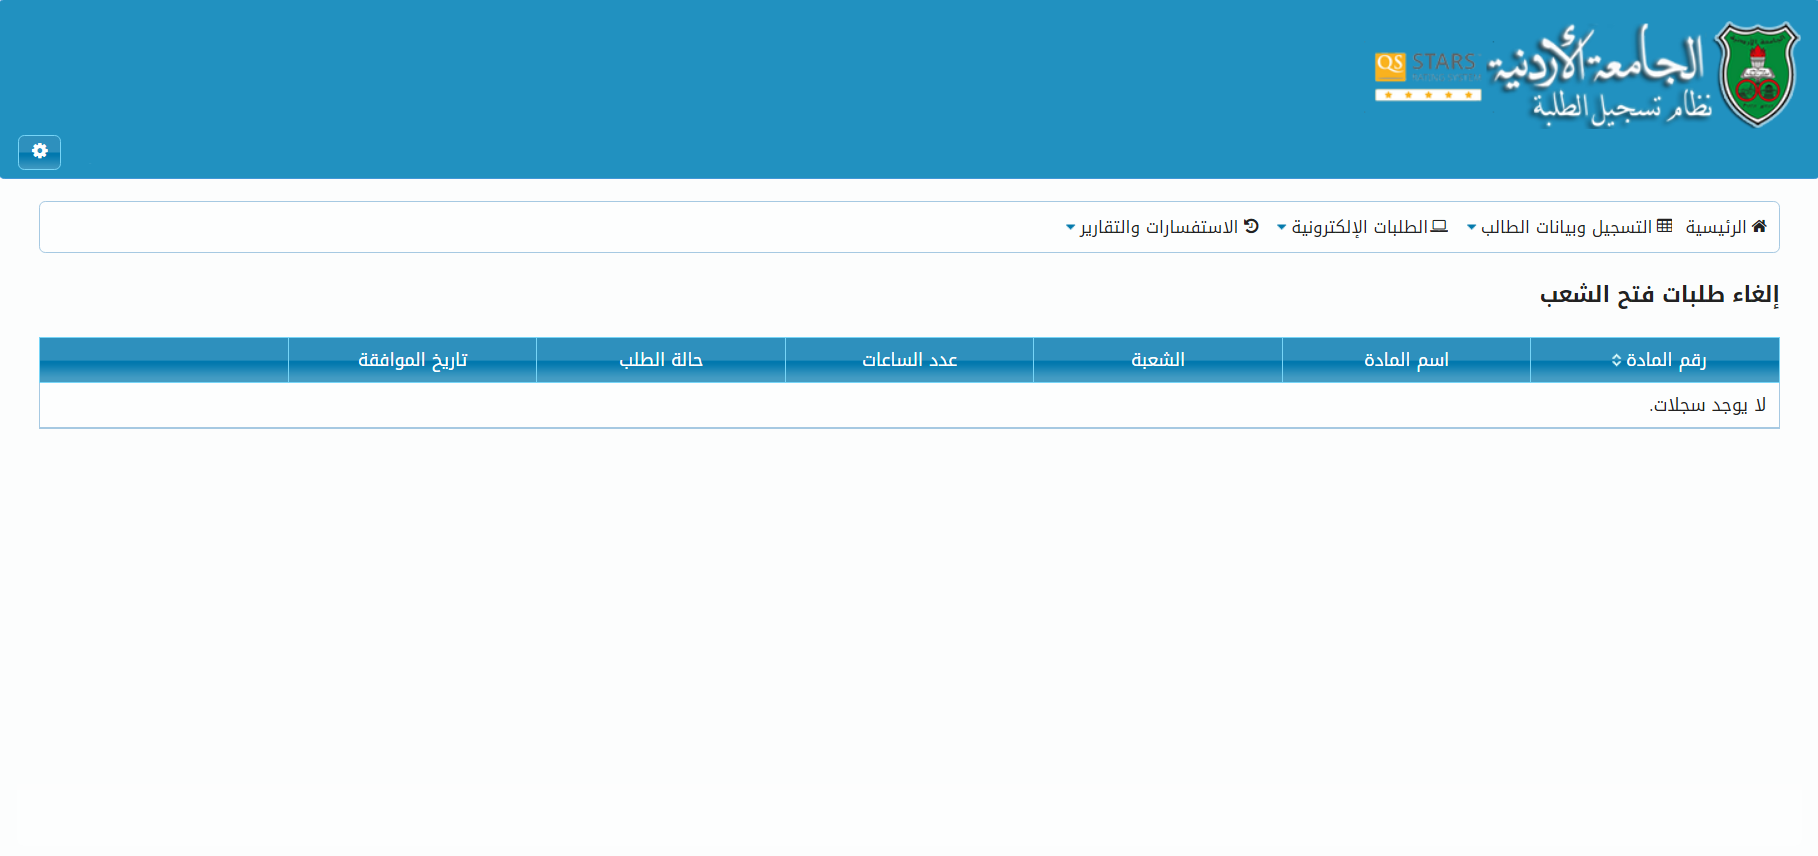 الجامعة الأردنية
نظام تسجيل الطلبة
QS STARS
الرئيسية التسجيل وبيانات الطالب الطلبات الإلكترونية الاستفسارات والتقارير
إلغاء طلبات فتح الشعب
رقم المادة اسم المادة الشعبة عدد الساعات حالة الطلب تاريخ الموافقة
لا يوجد سجلات.